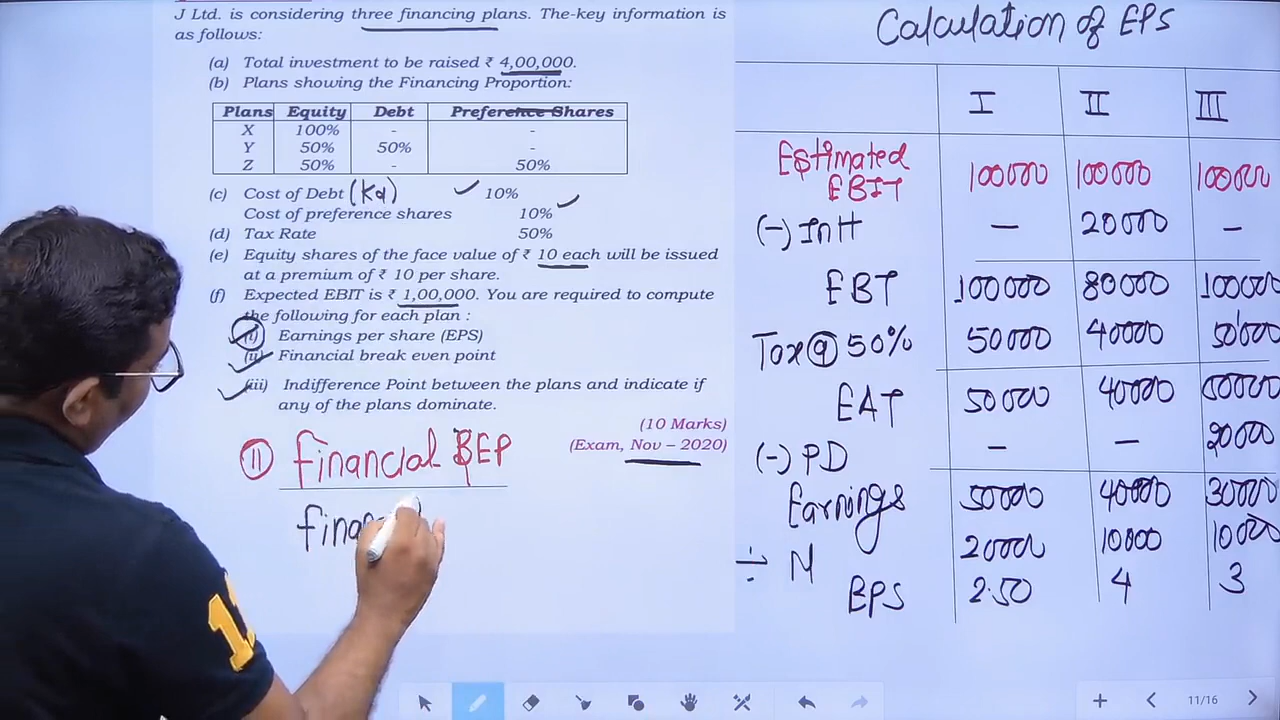 J Ltd. is considering three financing plans. The-key information is
as follows:
(a) Total investment to be raised ₹ 4,00,000.
(b) Plans showing the Financing Proportion:
Plans Equity Debt Preference Shares
X 100% - -
Y 50% 50% -
Z 50% - 50%
(c) Cost of Debt (Kd) 10%
Cost of preference shares 10%
(d) Tax Rate 50%
(e) Equity shares of the face value of ₹ 10 each will be issued
at a premium of ₹ 10 per share.
(f) Expected EBIT is ₹ 1,00,000. You are required to compute
the following for each plan :
(i) Earnings per share (EPS)
(ii) Financial break even point
(iii) Indifference Point between the plans and indicate if
any of the plans dominate.
(10 Marks)
(Exam, Nov – 2020)
II Financial BEP
Calculation of EPS
I II III
Estimated
EBIT 100000 100000 100000
(-) Intt — 20000 —
EBT 100000 80000 100000
Tax @ 50% 50000 40000 50000
EAT 50000 40000 50000
(-) PD — — 20000
Earnings 50000 40000 30000
÷ N 20000 10000 10000
EPS 2.50 4 3
11/16